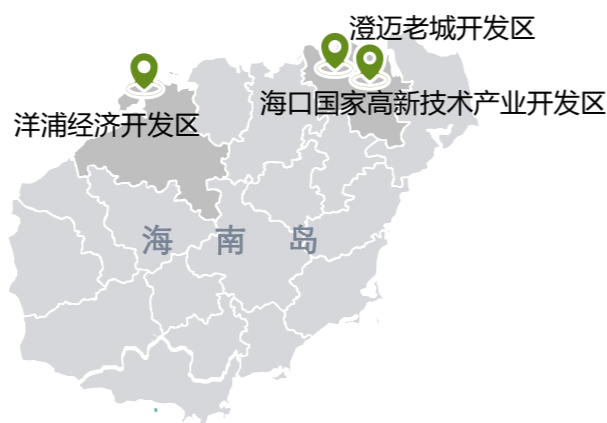 澄迈老城开发区
海口国家高新技术产业开发区
洋浦经济开发区
海南岛